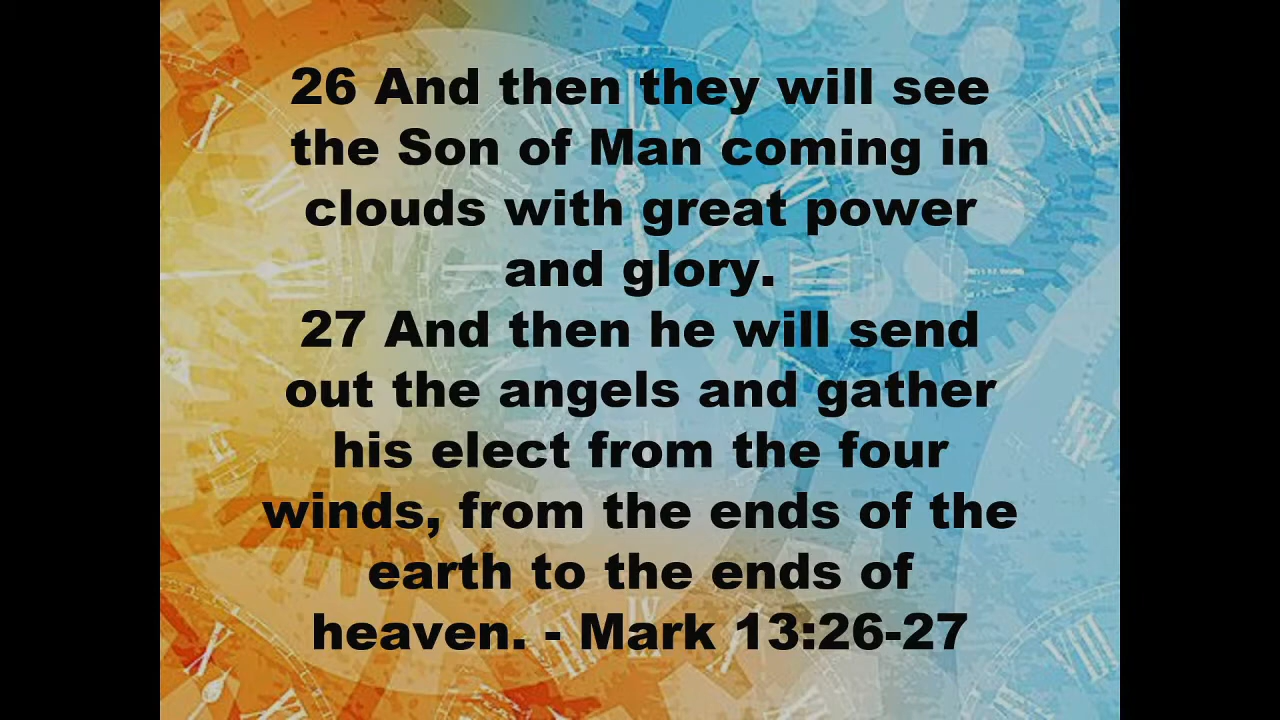 26 And then they will see
the Son of Man coming in
clouds with great power
and glory.
27 And then he will send
out the angels and gather
his elect from the four
winds, from the ends of the
earth to the ends of
heaven. - Mark 13:26-27